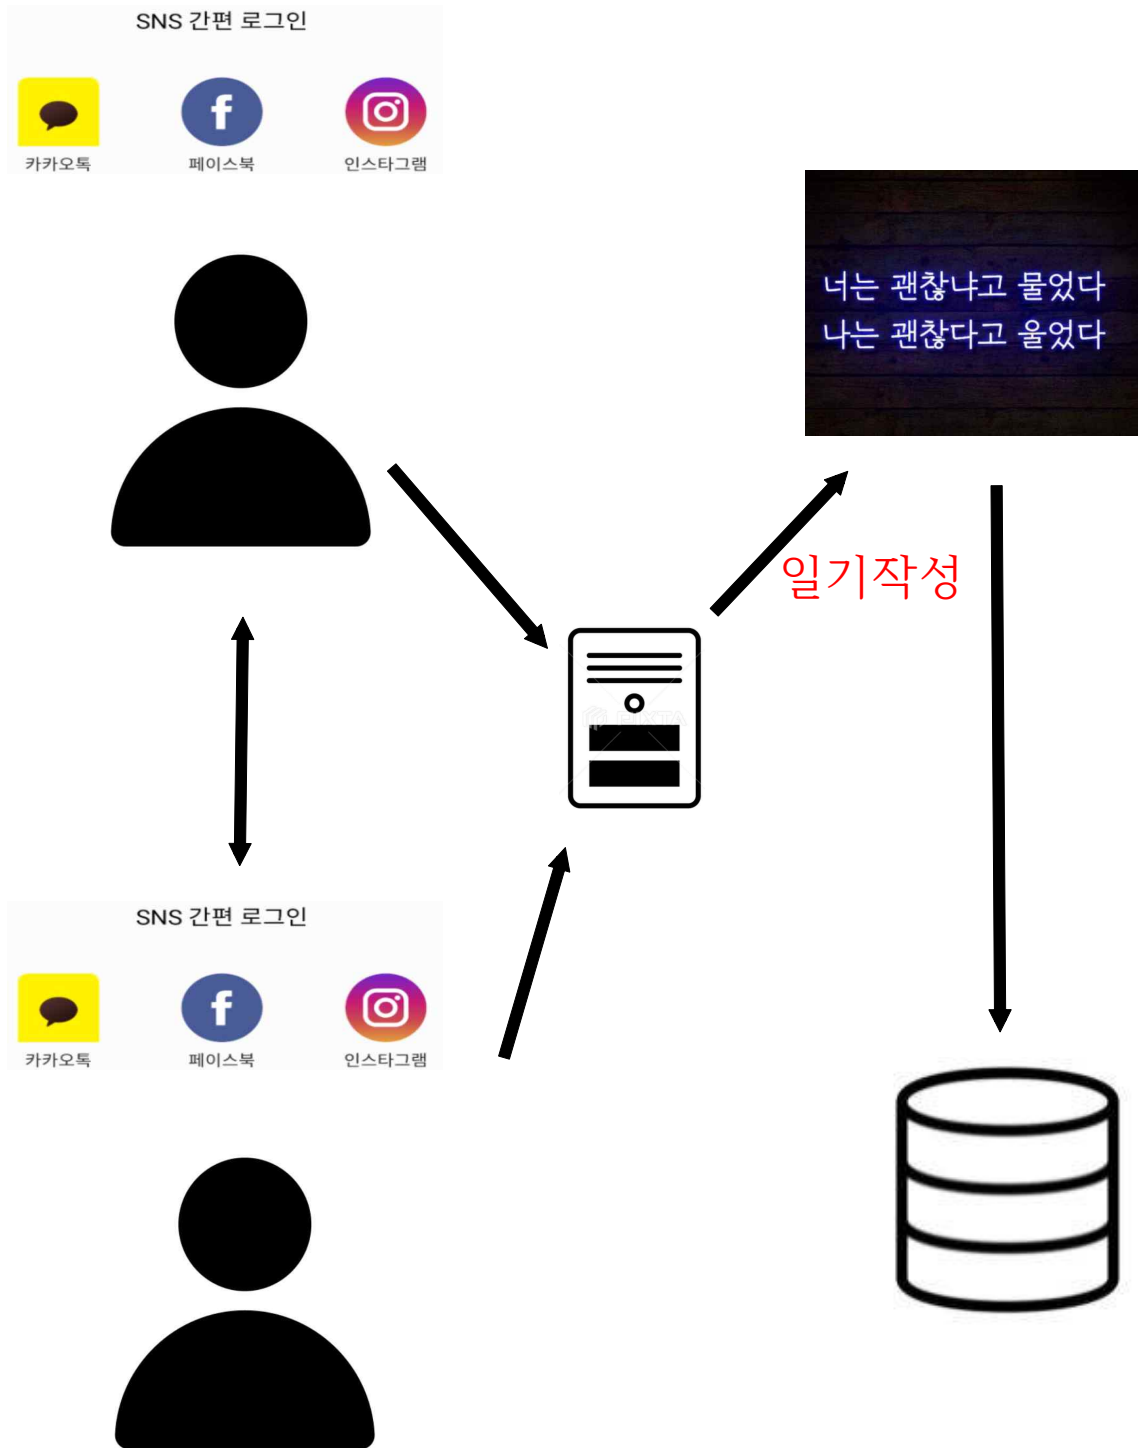 SNS 간편 로그인
카카오톡 페이스북 인스타그램
너는 괜찮냐고 물었다
나는 괜찮다고 울었다
일기작성
PIXTA
SNS 간편 로그인
카카오톡 페이스북 인스타그램